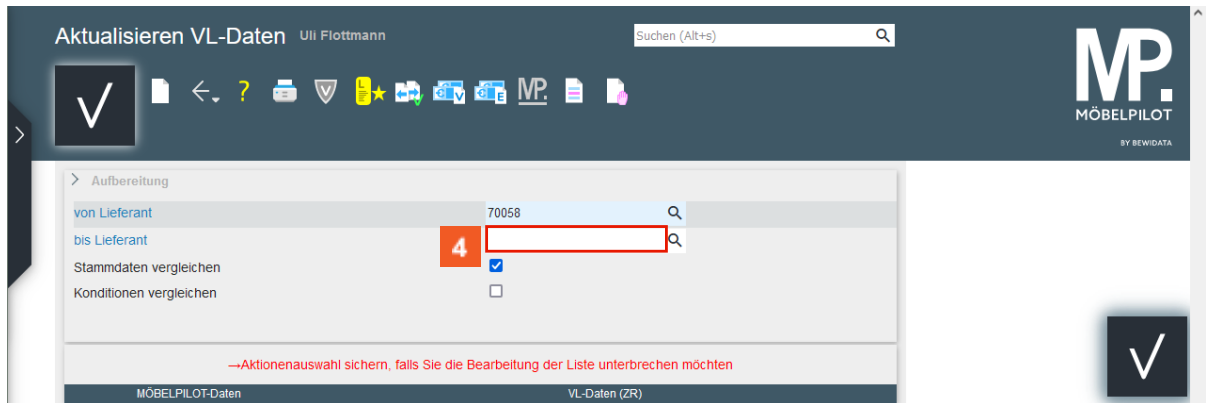 Aktualisieren VL-Daten Uli Flottmann
Suchen (Alt+s)
MP.
MÖBELPILOT
BY BEWIDATA
Aufbereitung
von Lieferant 70058
bis Lieferant
4
Stammdaten vergleichen
Konditionen vergleichen
→Aktionenauswahl sichern, falls Sie die Bearbeitung der Liste unterbrechen möchten
MÖBELPILOT-Daten VL-Daten (ZR)